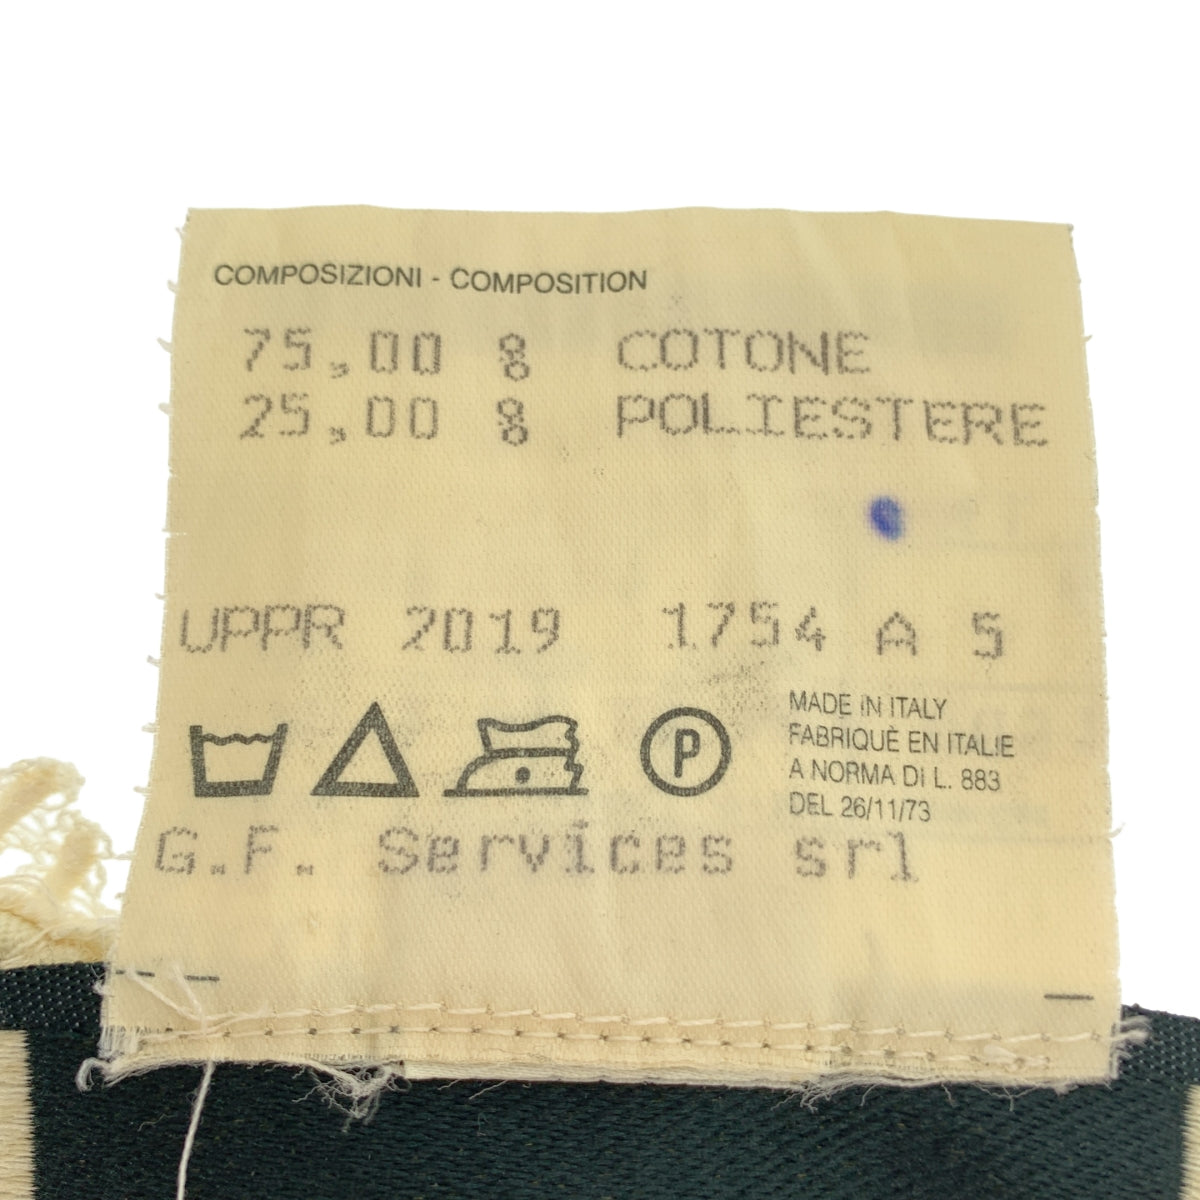 COMPOSIZIONI - COMPOSITION
75,00 % COTONE
25,00 % POLIESTERE
UPPR 2019 1754 A 5
P
MADE IN ITALY
FABRIQUÈ EN ITALIE
A NORMA DI L. 883
DEL 26/11/73
G.F. Services srl